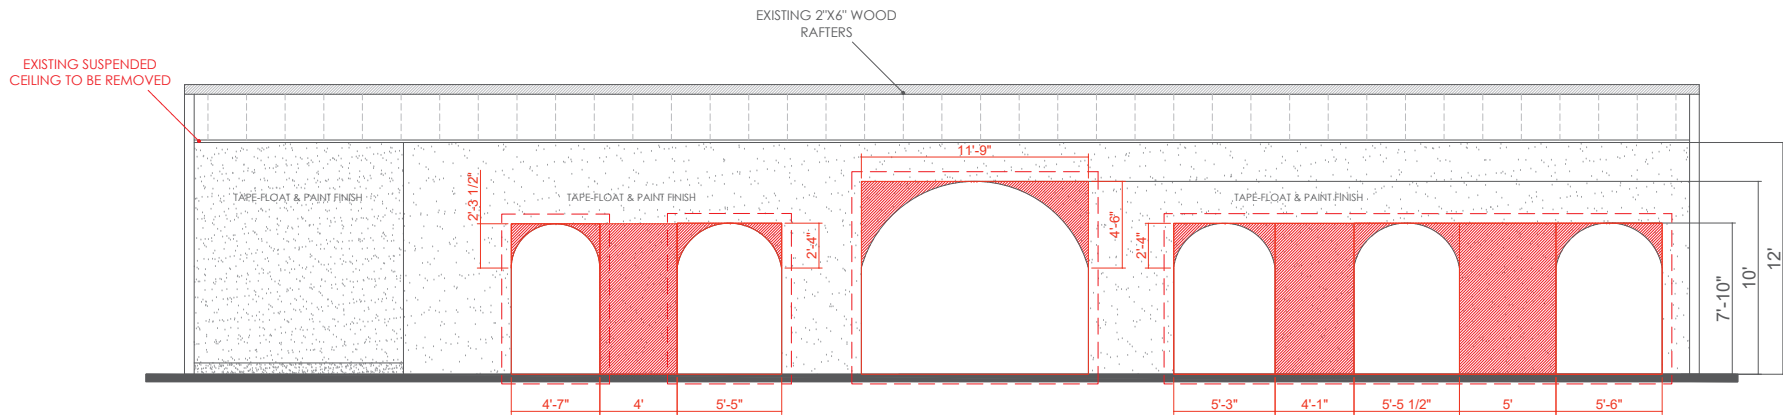 EXISTING 2"X6" WOOD
RAFTERS
EXISTING SUSPENDED
CEILING TO BE REMOVED
11'-9"
TAPE-FLOAT & PAINT FINISH
TAPE-FLOAT & PAINT FINISH
TAPE-FLOAT & PAINT FINISH
2'-3 1/2"
2'-4"
4'-6"
2'-4"
7'-10"
10'
12'
4'-7"
4'
5'-5"
5'-3"
4'-1"
5'-5 1/2"
5'
5'-6"